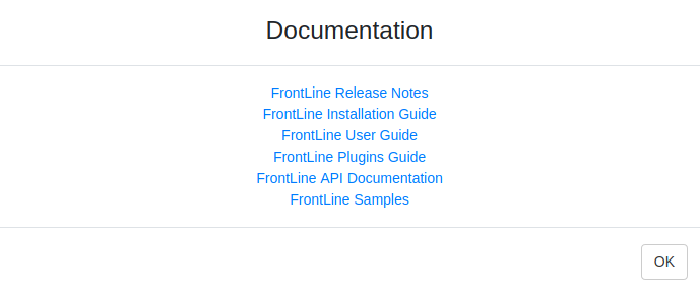 Documentation
FrontLine Release Notes
FrontLine Installation Guide
FrontLine User Guide
FrontLine Plugins Guide
FrontLine API Documentation
FrontLine Samples
OK